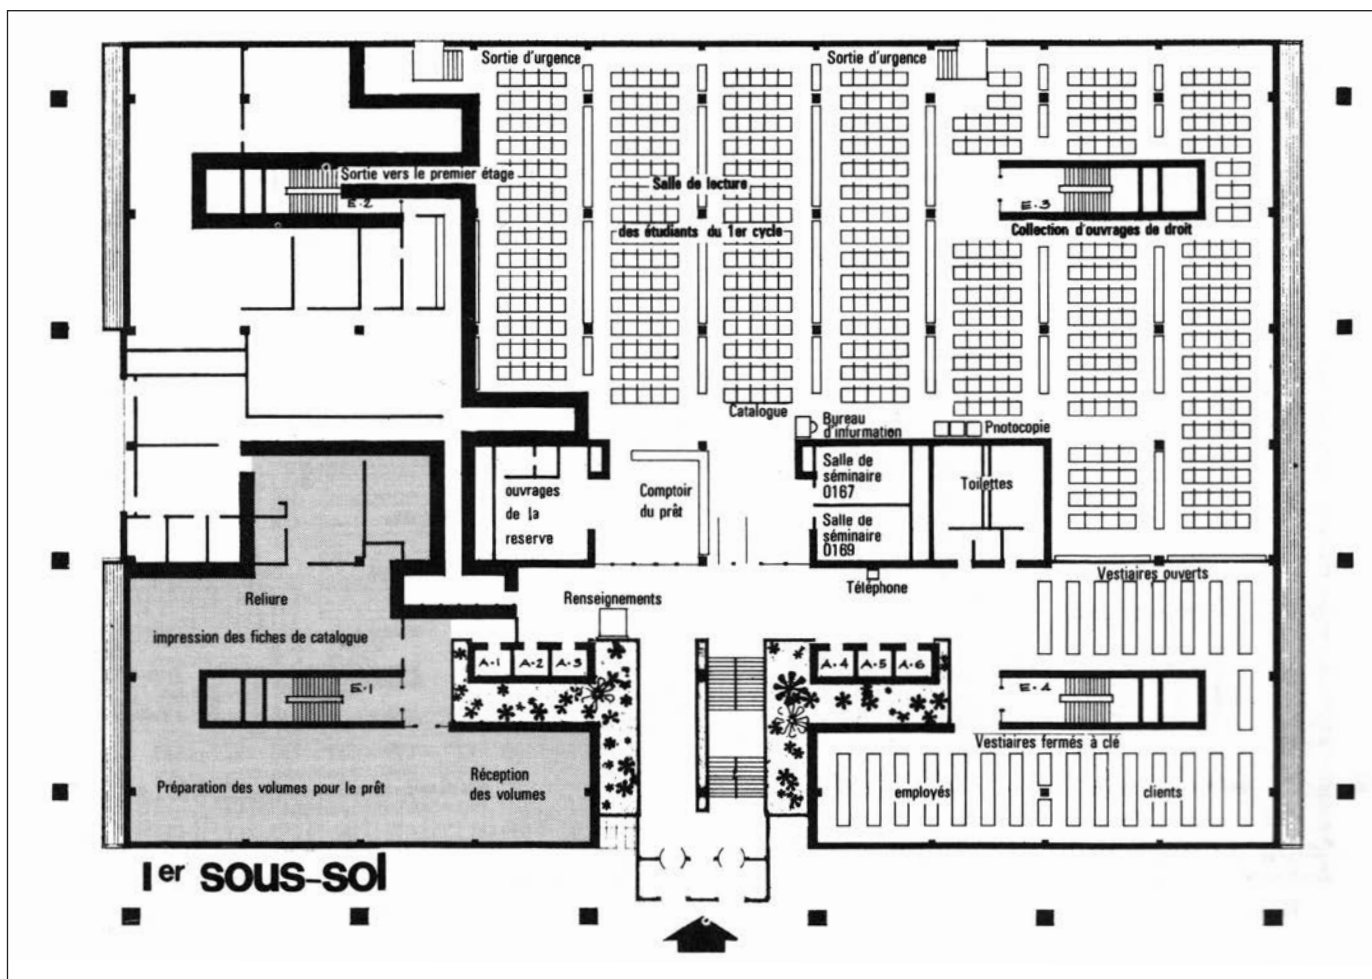 Sortie d'urgence
Sortie d'urgence
Sortie vers le premier étage
E-2
Salle de lecture
des étudiants du 1er cycle
E-3
Collection d'ouvrages de droit
Catalogue
Bureau
d'information
Pnotocopie
ouvrages
de la
reserve
Comptoir
du prêt
Salle de
séminaire
0167
Salle de
séminaire
0169
Toilettes
Téléphone
Vestiaires ouverts
Reliure
impression des fiches de catalogue
Renseignements
A-1
A-2
A-3
A-4
A-5
A-6
E-1
E-4
Vestiaires fermés à clé
Préparation des volumes pour le prêt
Réception
des volumes
employés
clients
1er sous-sol